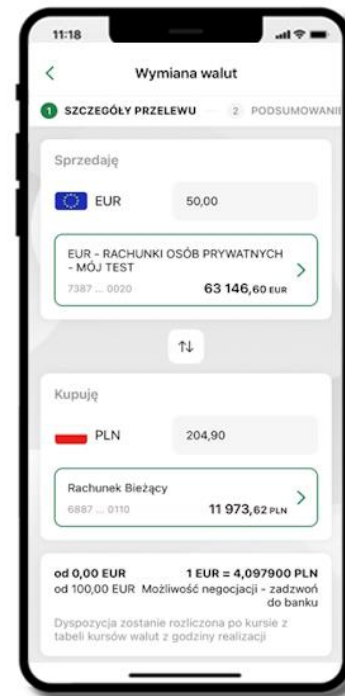 11:18
Wymiana walut
1 SZCZEGÓŁY PRZELEWU 2 PODSUMOWANIE
Sprzedaję
EUR 50,00
EUR - RACHUNKI OSÓB PRYWATNYCH
- MÓJ TEST
7387 ... 0020 63 146,60 EUR
Kupuję
PLN 204,90
Rachunek Bieżący
6887 ... 0110 11 973,62 PLN
od 0,00 EUR 1 EUR = 4,097900 PLN
od 100,00 EUR Możliwość negocjacji - zadzwoń
do banku
Dyspozycja zostanie rozliczona po kursie z
tabeli kursów walut z godziny realizacji